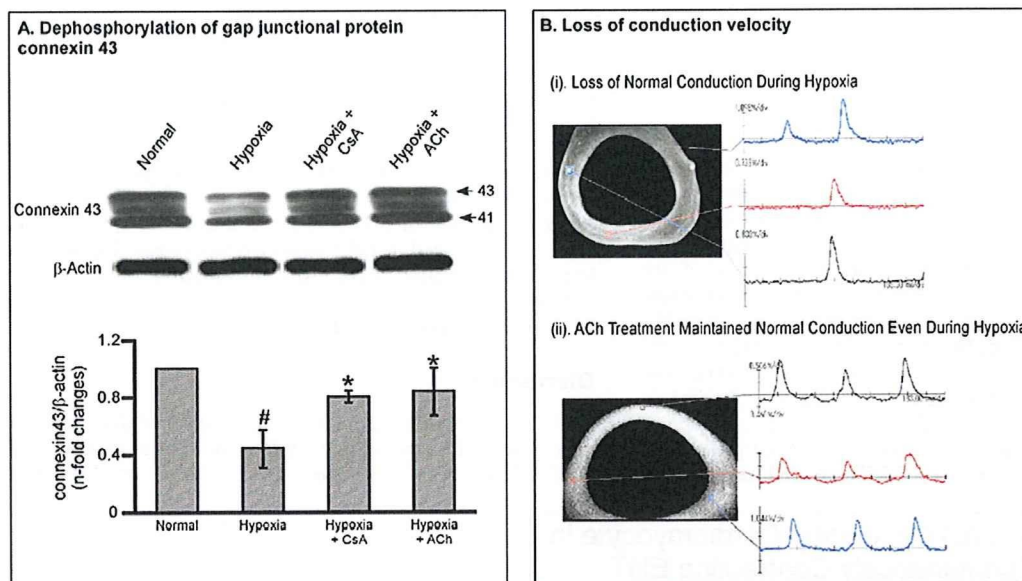 A. Dephosphorylation of gap junctional protein
connexin 43
Normal
Hypoxia
Hypoxia +
CsA
Hypoxia +
ACh
Connexin 43
43
41
β-Actin
connexin43/β-actin
(n-fold changes)
1.2
0.8
0.4
0
#
*
*
Normal
Hypoxia
Hypoxia
+ CsA
Hypoxia
+ ACh
B. Loss of conduction velocity
(i). Loss of Normal Conduction During Hypoxia
(ii). ACh Treatment Maintained Normal Conduction Even During Hypoxia